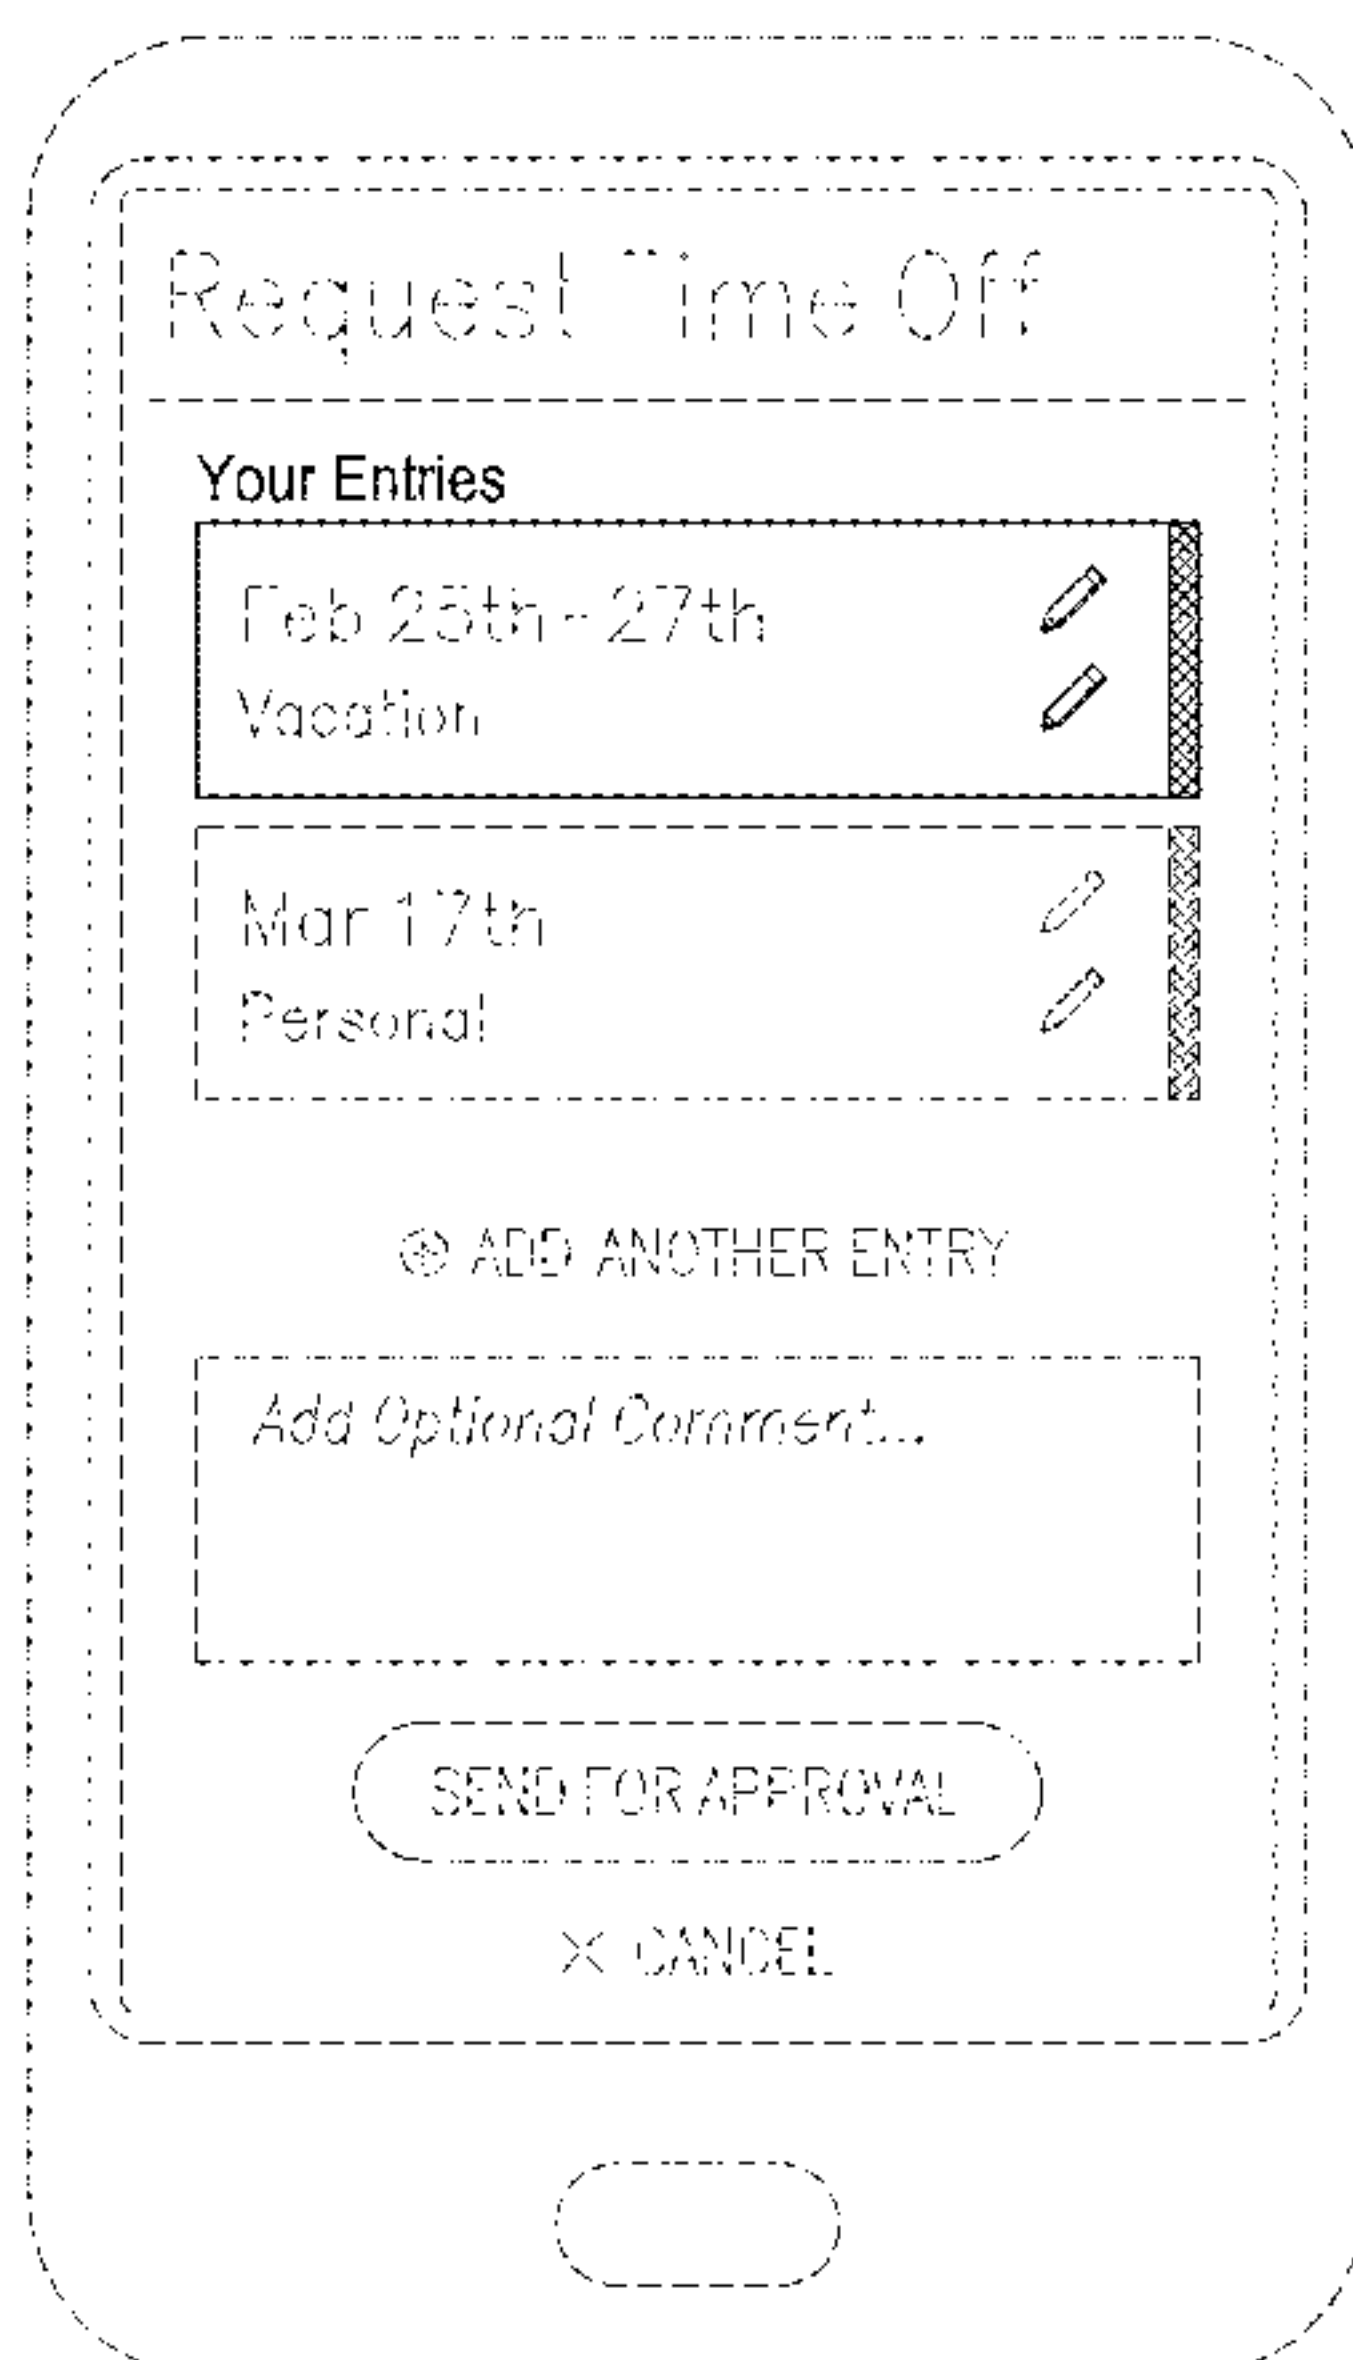 Request Time Off
Your Entries
Feb 25th - 27th
Vacation
Mar 17th
Personal
ADD ANOTHER ENTRY
Add Optional Comment...
SEND FOR APPROVAL
CANCEL